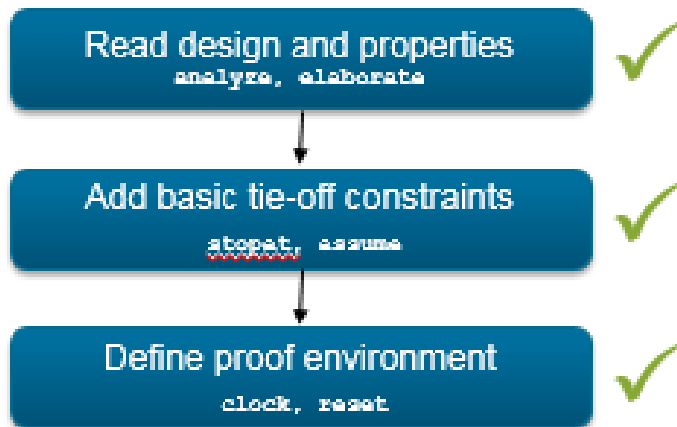 Read design and properties
analyze, elaborate
Add basic tie-off constraints
stopat, assume
Define proof environment
clock, reset